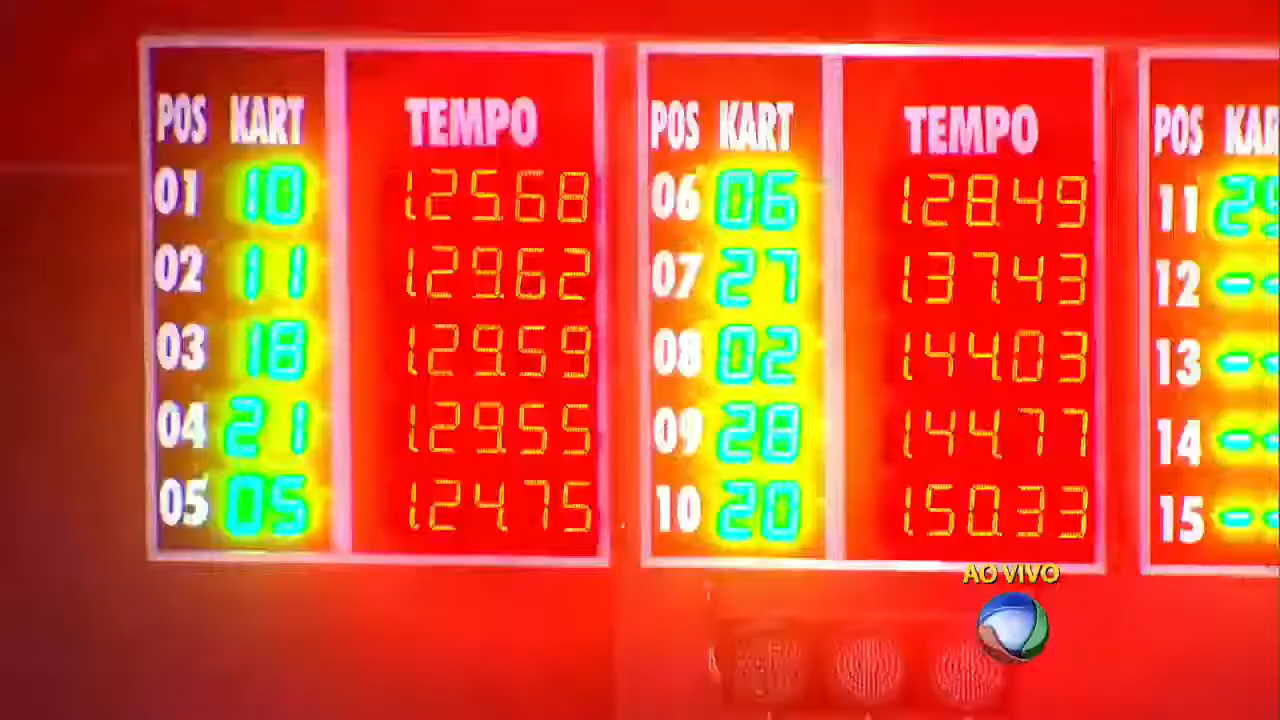 POS KART TEMPO
01 10 1.25.68
02 11 1.29.62
03 18 1.29.59
04 21 1.29.55
05 05 1.24.75
POS KART TEMPO
06 06 1.28.49
07 27 1.37.43
08 02 1.44.03
09 28 1.44.77
10 20 1.50.33
POS
11
12 --
13 --
14 --
15 --
AO VIVO